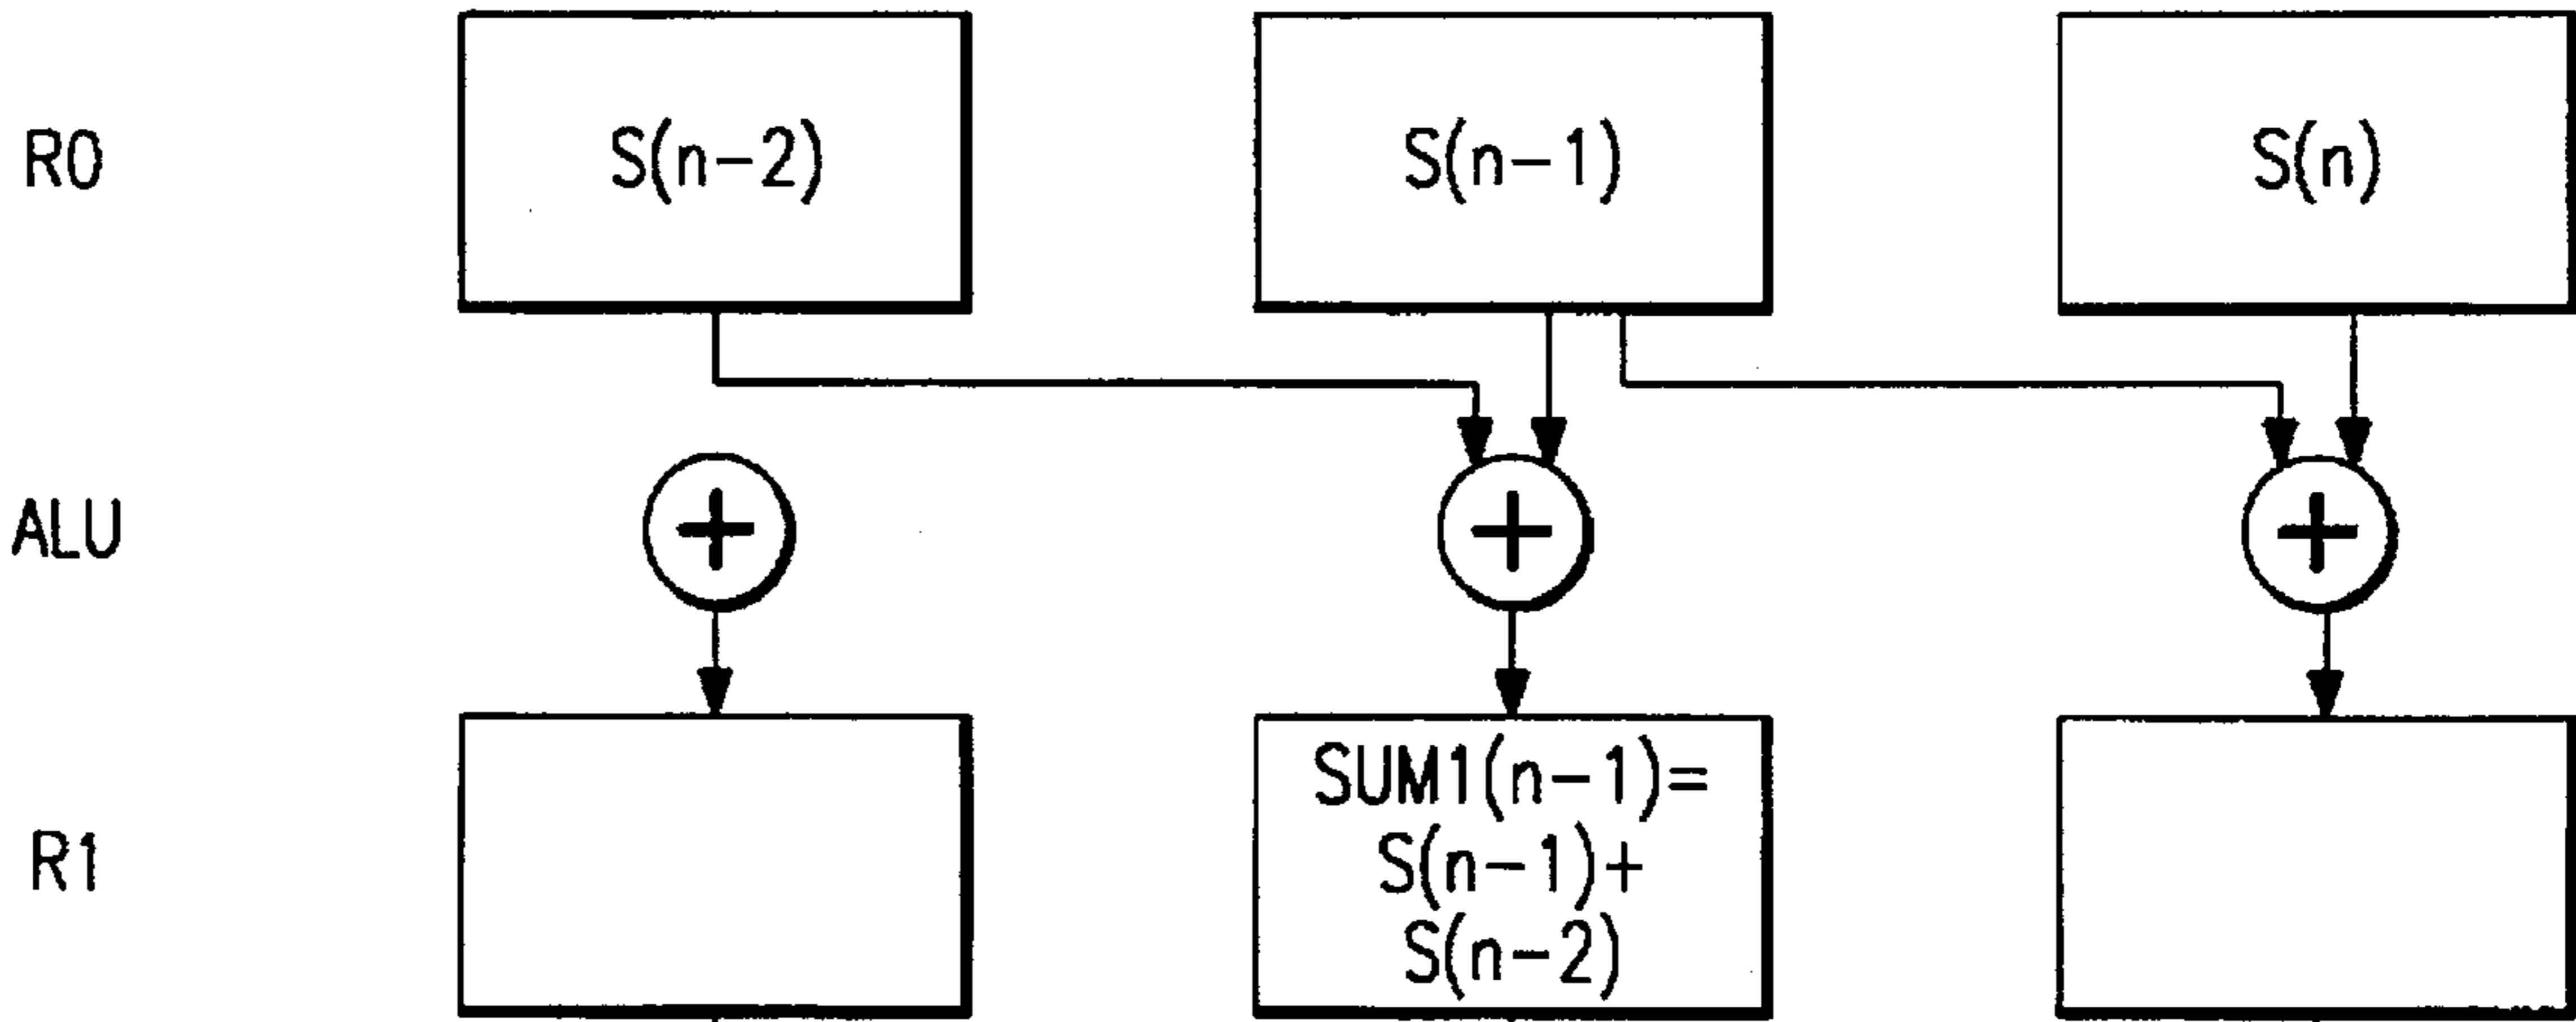 R0 S(n-2) S(n-1) S(n)
ALU + + +
R1
SUM1(n-1)=
S(n-1)+
S(n-2)